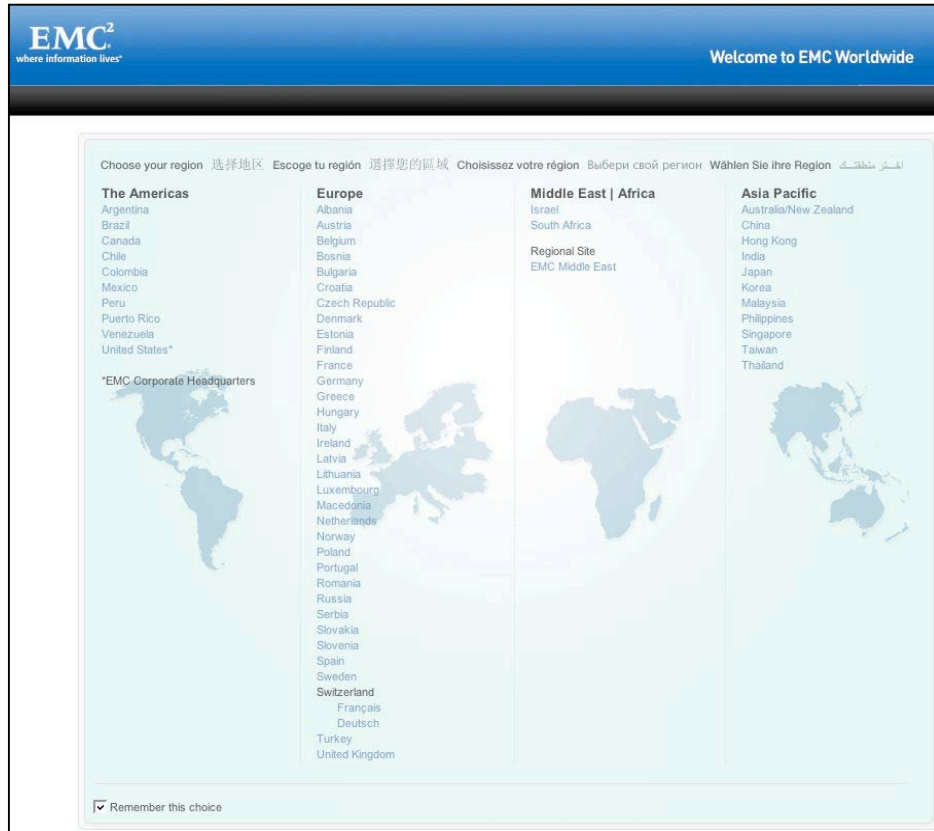 EMC²
where information lives®
Welcome to EMC Worldwide
Choose your region 选择地区 Escoge tu región 選擇您的區域 Choisissez votre région Выбери свой регион Wählen Sie ihre Region اختر منطقتك
The Americas
Argentina
Brazil
Canada
Chile
Colombia
Mexico
Peru
Puerto Rico
Venezuela
United States*
*EMC Corporate Headquarters
Europe
Albania
Austria
Belgium
Bosnia
Bulgaria
Croatia
Czech Republic
Denmark
Estonia
Finland
France
Germany
Greece
Hungary
Italy
Ireland
Latvia
Lithuania
Luxembourg
Macedonia
Netherlands
Norway
Poland
Portugal
Romania
Russia
Serbia
Slovakia
Slovenia
Spain
Sweden
Switzerland
Français
Deutsch
Turkey
United Kingdom
Middle East | Africa
Israel
South Africa
Regional Site
EMC Middle East
Asia Pacific
Australia/New Zealand
China
Hong Kong
India
Japan
Korea
Malaysia
Philippines
Singapore
Taiwan
Thailand
Remember this choice